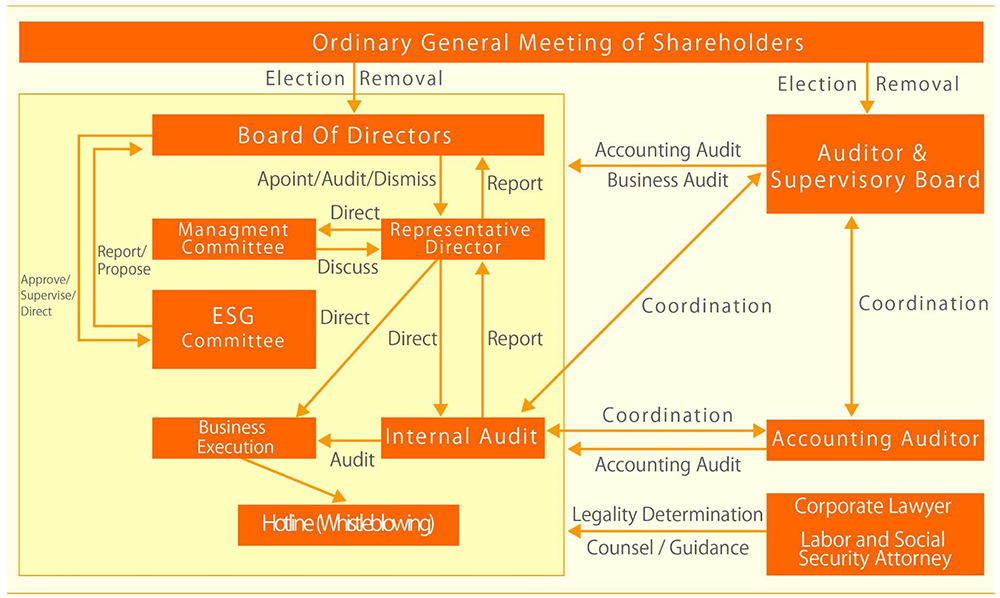 Ordinary General Meeting of Shareholders
Election Removal
Election Removal
Board Of Directors
Auditor &
Supervisory Board
Accounting Audit
Business Audit
Apoint/Audit/Dismiss
Report
Direct
Managment
Committee
Representative
Director
Discuss
Report/
Propose
Approve/
Supervise/
Direct
ESG
Committee
Direct
Direct
Report
Coordination
Coordination
Business
Execution
Audit
Internal Audit
Coordination
Accounting Audit
Accounting Auditor
Hotline (Whistleblowing)
Legality Determination
Counsel / Guidance
Corporate Lawyer
Labor and Social
Security Attorney